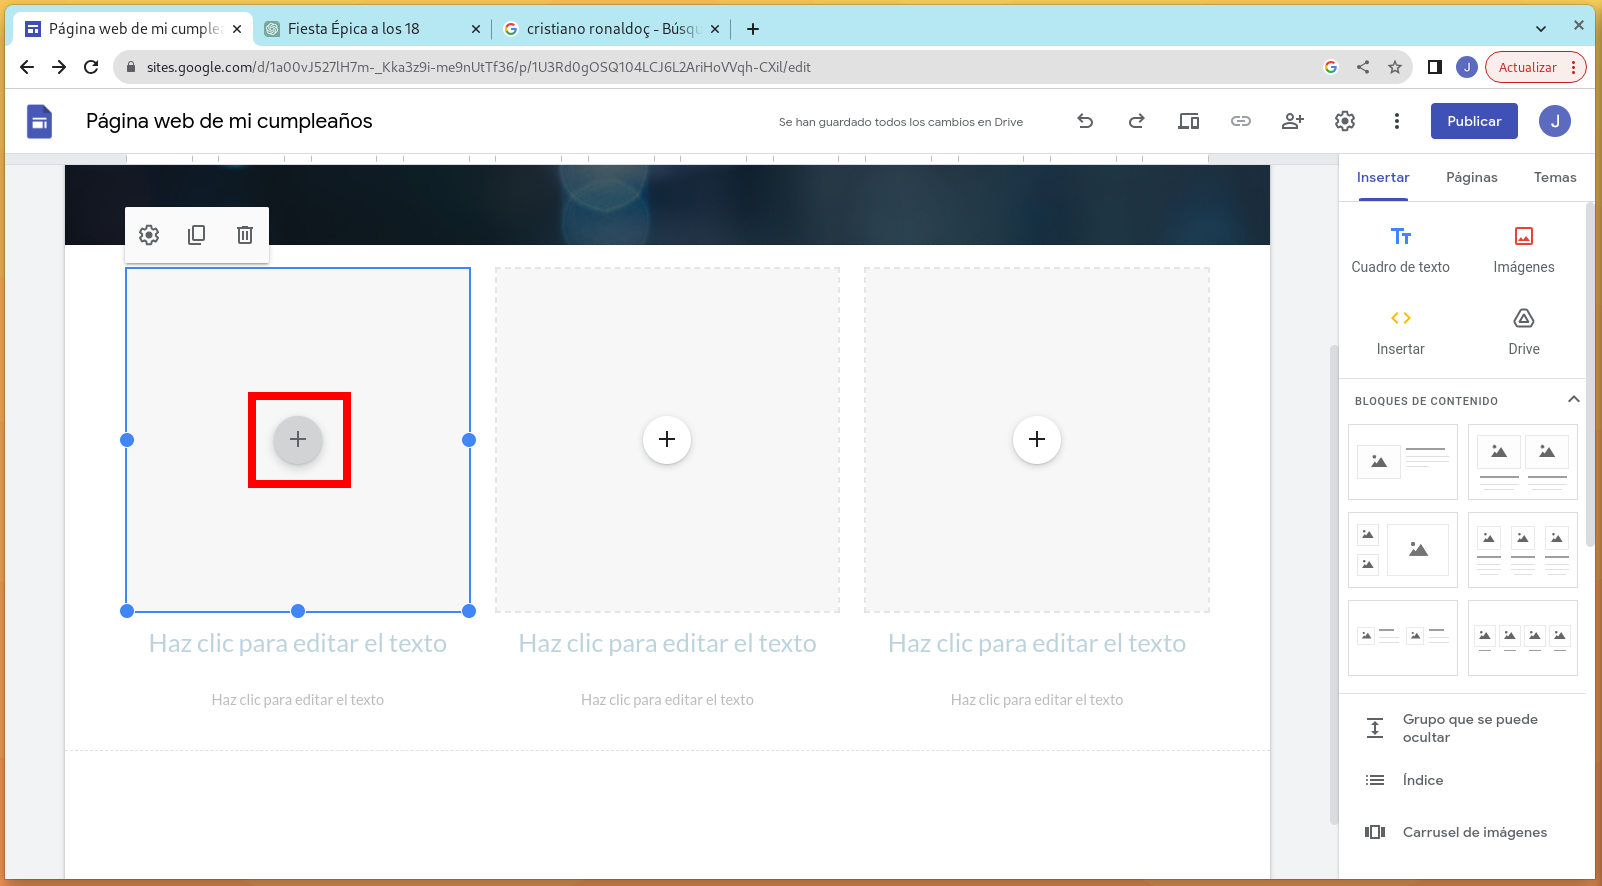 Página web de mi cumple
Fiesta Épica a los 18
cristiano ronaldoç - Búsqu
sites.google.com/d/1a00vJ527lH7m-_Kka3z9i-me9nUtTf36/p/1U3Rd0gOSQ104LCJ6L2AriHoVVqh-CXil/edit
J
Actualizar
Página web de mi cumpleaños
Se han guardado todos los cambios en Drive
Publicar
J
Insertar
Páginas
Temas
Cuadro de texto
Imágenes
Insertar
Drive
BLOQUES DE CONTENIDO
Haz clic para editar el texto
Haz clic para editar el texto
Haz clic para editar el texto
Haz clic para editar el texto
Haz clic para editar el texto
Haz clic para editar el texto
Grupo que se puede
ocultar
Índice
Carrusel de imágenes